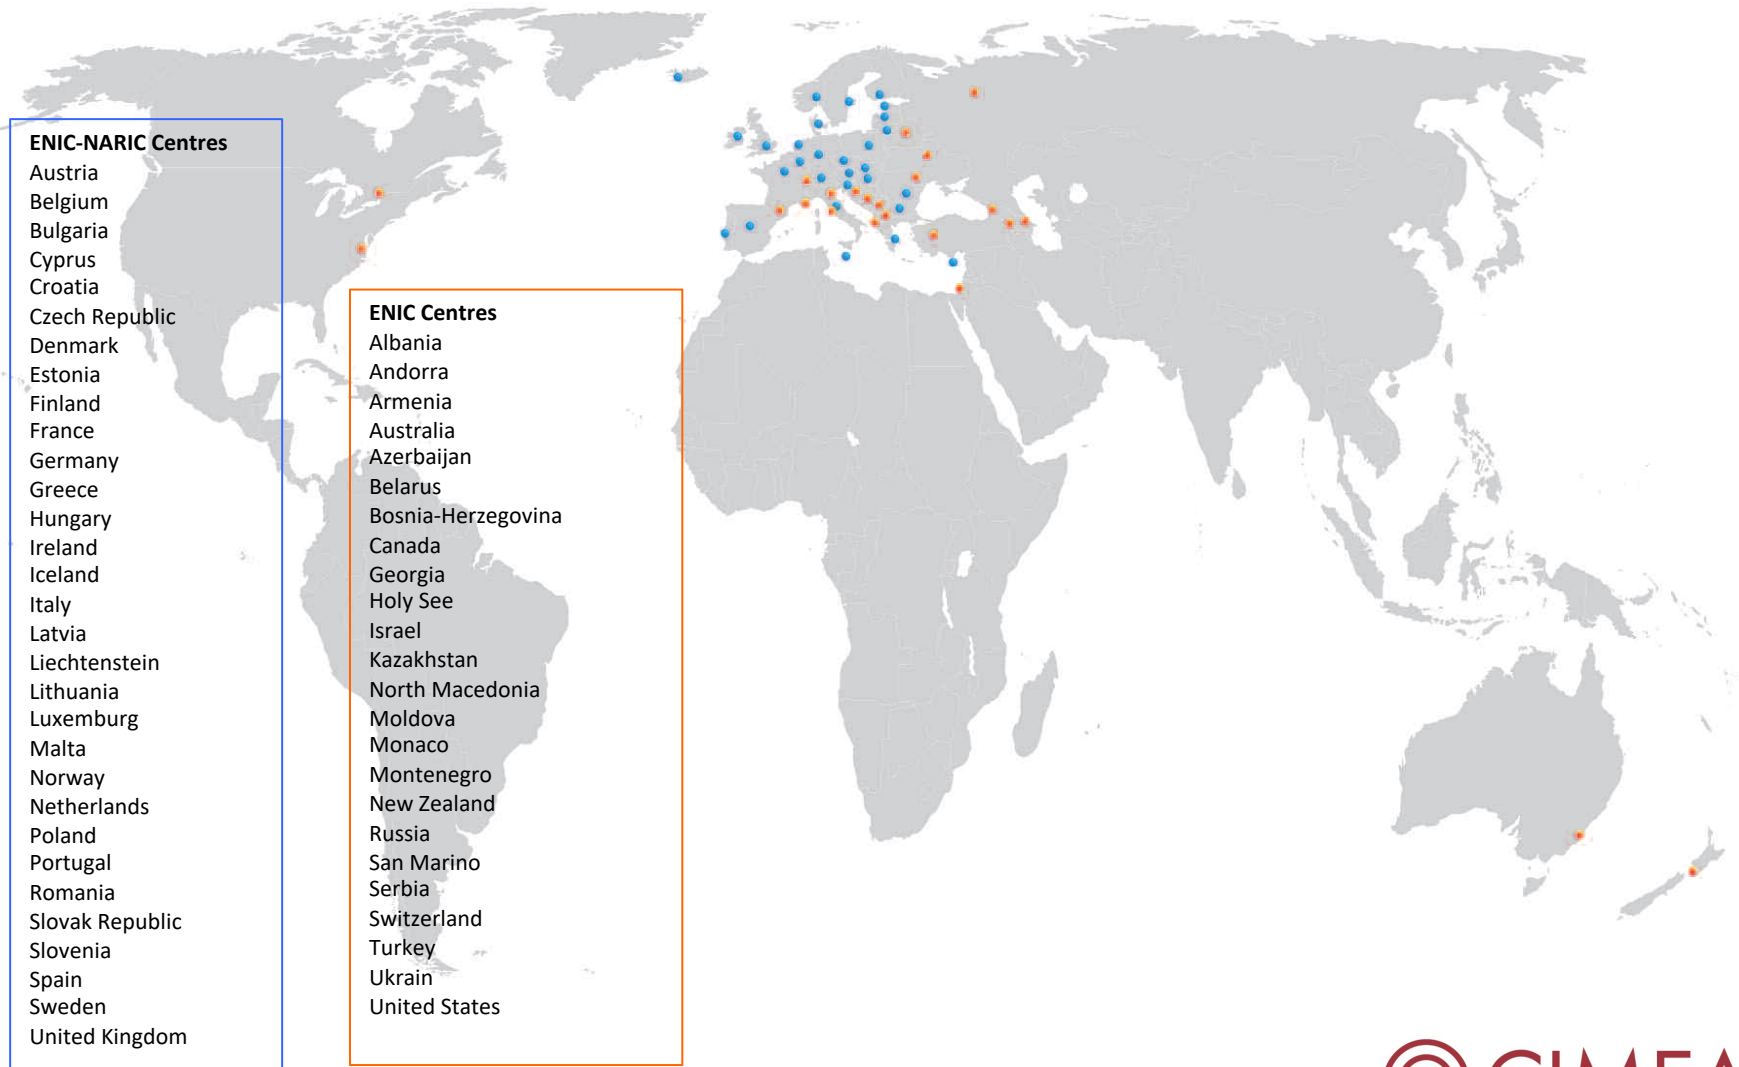 ENIC-NARIC Centres
Austria
Belgium
Bulgaria
Cyprus
Croatia
Czech Republic
Denmark
Estonia
Finland
France
Germany
Greece
Hungary
Ireland
Iceland
Italy
Latvia
Liechtenstein
Lithuania
Luxemburg
Malta
Norway
Netherlands
Poland
Portugal
Romania
Slovak Republic
Slovenia
Spain
Sweden
United Kingdom
ENIC Centres
Albania
Andorra
Armenia
Australia
Azerbaijan
Belarus
Bosnia-Herzegovina
Canada
Georgia
Holy See
Israel
Kazakhstan
North Macedonia
Moldova
Monaco
Montenegro
New Zealand
Russia
San Marino
Serbia
Switzerland
Turkey
Ukrain
United States
CIMEA